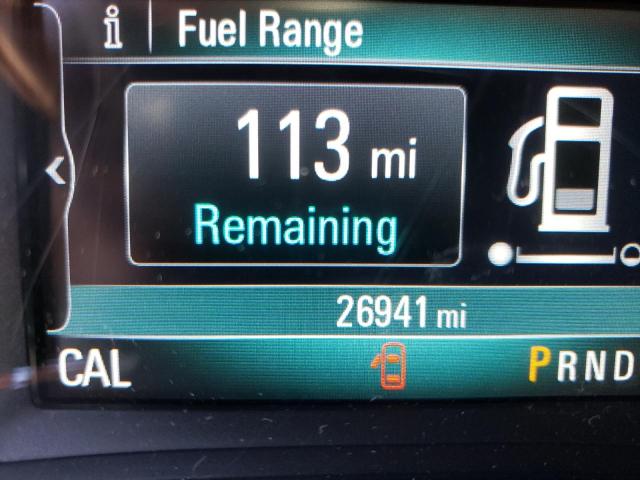 i Fuel Range
113 mi
Remaining
26941 mi
CAL PRND